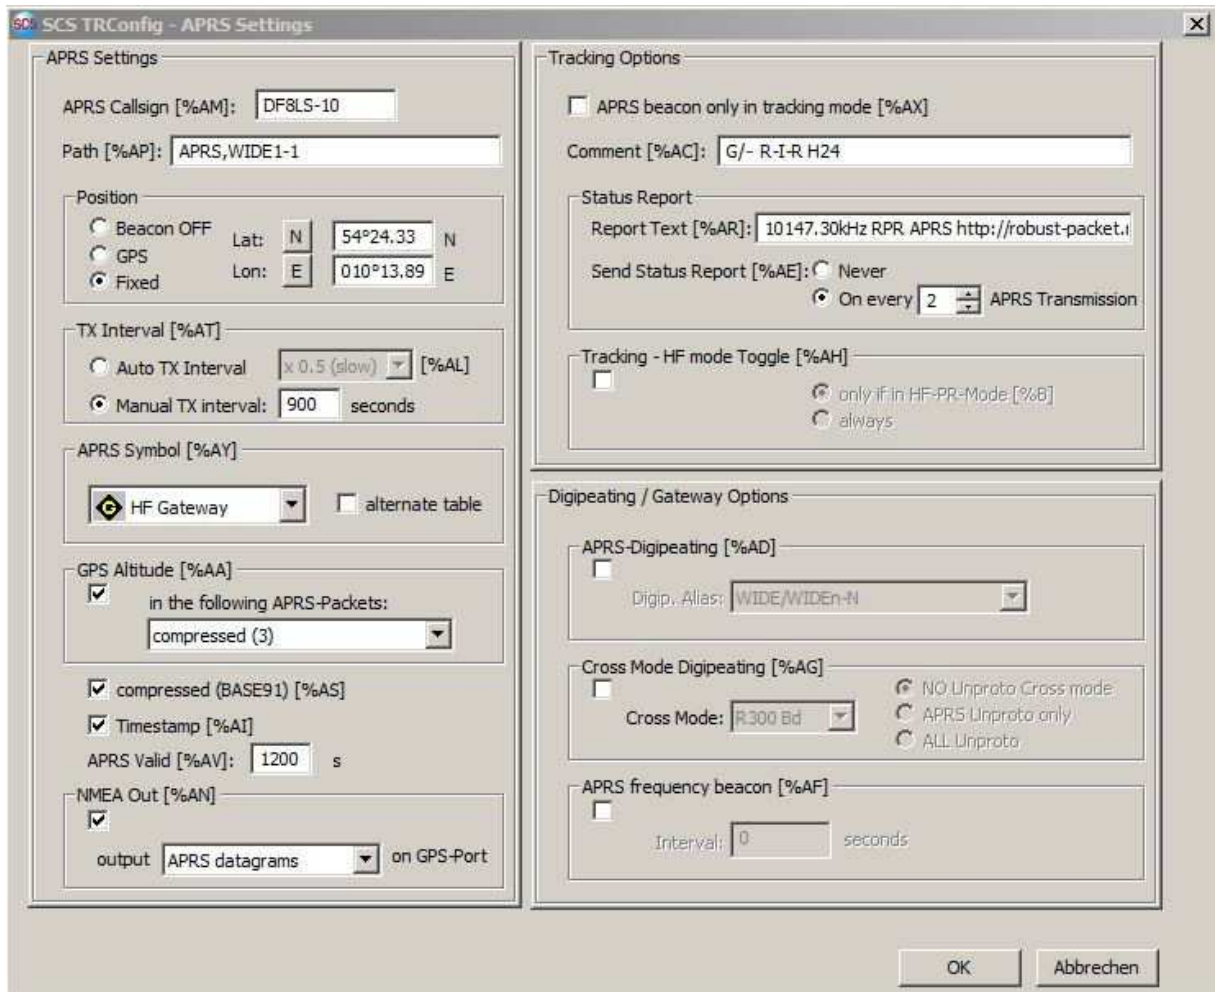 SCS TRConfig - APRS Settings
APRS Settings
APRS Callsign [%AM]: DF8LS-10
Path [%AP]: APRS,WIDE1-1
Position
Beacon OFF
GPS
Fixed
Lat: N 54°24.33 N
Lon: E 010°13.89 E
TX Interval [%AT]
Auto TX Interval x 0.5 (slow) [%AL]
Manual TX interval: 900 seconds
APRS Symbol [%AY]
G HF Gateway alternate table
GPS Altitude [%AA]
in the following APRS-Packets:
compressed (3)
compressed (BASE91) [%AS]
Timestamp [%AI]
APRS Valid [%AV]: 1200 s
NMEA Out [%AN]
output APRS datagrams on GPS-Port
Tracking Options
APRS beacon only in tracking mode [%AX]
Comment [%AC]: G/- R-I-R H24
Status Report
Report Text [%AR]: 10147.30kHz RPR APRS http://robust-packet.
Send Status Report [%AE]: Never
On every 2 APRS Transmission
Tracking - HF mode Toggle [%AH]
only if in HF-PR-Mode [%B]
always
Digipeating / Gateway Options
APRS-Digipeating [%AD]
Digip. Alias: WIDE/WIDEn-N
Cross Mode Digipeating [%AG]
Cross Mode: R300 Bd
NO Unproto Cross mode
APRS Unproto only
ALL Unproto
APRS frequency beacon [%AF]
Interval: 0 seconds
OK Abbrechen